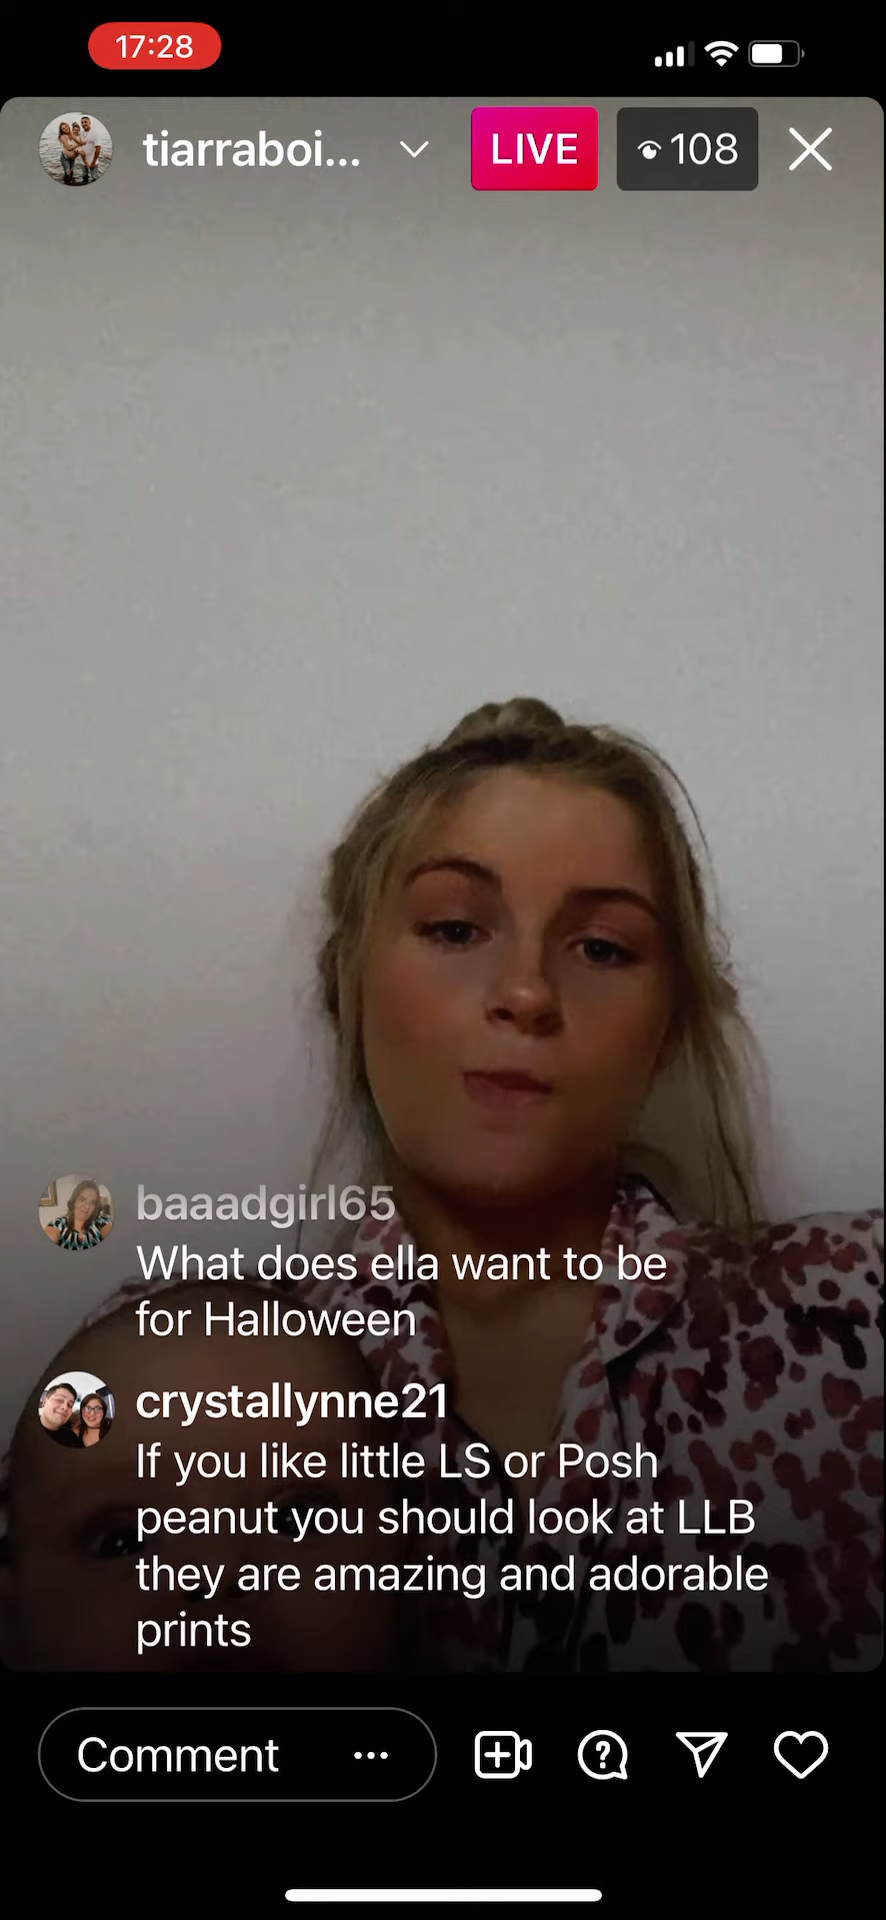 17:28
tiarraboi...
LIVE
108
baaadgirl65
What does ella want to be
for Halloween
crystallynne21
If you like little LS or Posh
peanut you should look at LLB
they are amazing and adorable
prints
Comment